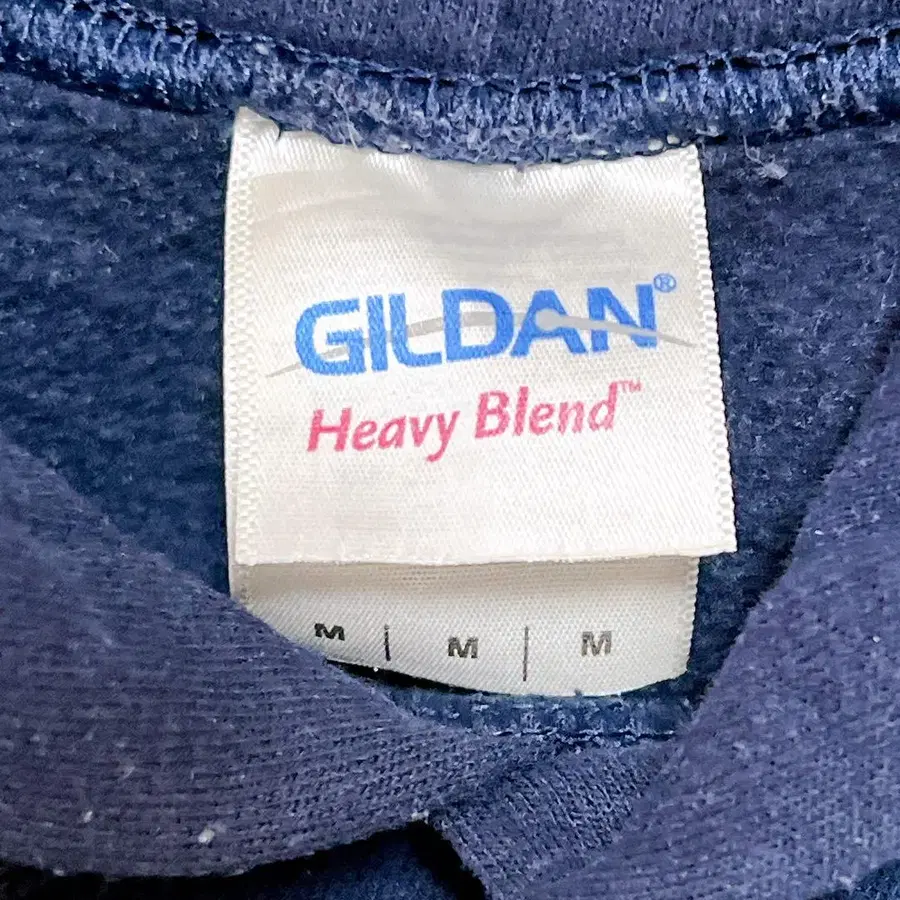 GILDAN®
Heavy Blend™
M | M | M